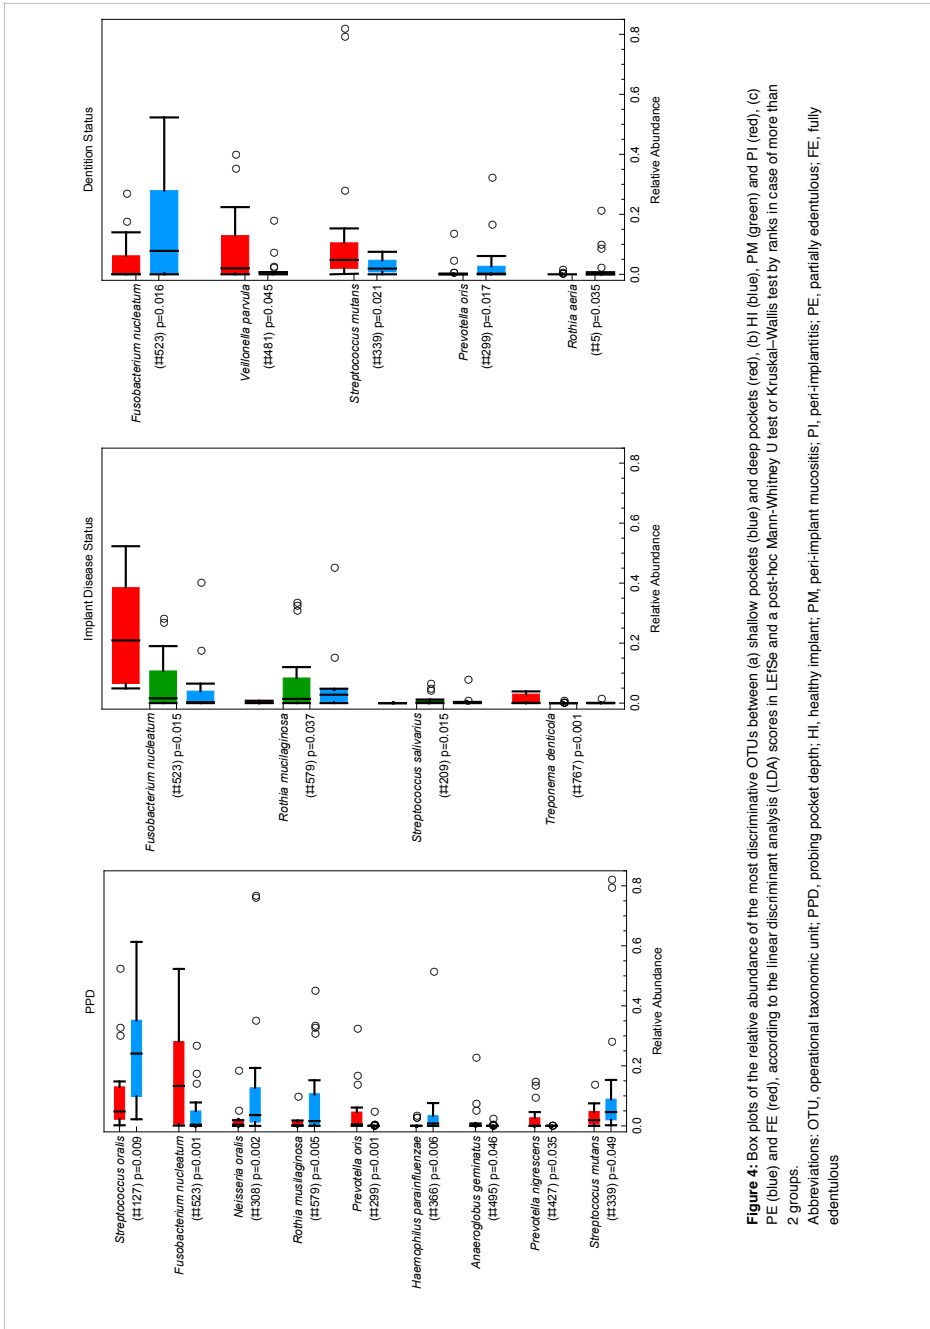 PPD
Streptococcus oralis
(‡‡127) p=0.009
Fusobacterium nucleatum
(‡‡523) p=0.001
Neisseria oralis
(‡‡308) p=0.002
Rothia musilaginosa
(‡‡579) p=0.005
Prevotella oris
(‡‡299) p=0.001
Haemophilus parainfluenzae
(‡‡366) p=0.006
Anaeroglobus geminatus
(‡‡495) p=0.046
Prevotella nigrescens
(‡‡427) p=0.035
Streptococcus mutans
(‡‡339) p=0.049
0.0 0.2 0.4 0.6 0.8
Relative Abundance
Implant Disease Status
Fusobacterium nucleatum
(‡‡523) p=0.015
Rothia mucilaginosa
(‡‡579) p=0.037
Streptococcus salivarius
(‡‡209) p=0.015
Treponema denticola
(‡‡767) p=0.001
0.0 0.2 0.4 0.6 0.8
Relative Abundance
Dentition Status
Fusobacterium nucleatum
(‡‡523) p=0.016
Veillonella parvula
(‡‡481) p=0.045
Streptococcus mutans
(‡‡339) p=0.021
Prevotella oris
(‡‡299) p=0.017
Rothia aeria
(‡‡5) p=0.035
0.0 0.2 0.4 0.6 0.8
Relative Abundance
Figure 4: Box plots of the relative abundance of the most discriminative OTUs between (a) shallow pockets (blue) and deep pockets (red), (b) HI (blue), PM (green) and PI (red), (c)
PE (blue) and FE (red), according to the linear discriminant analysis (LDA) scores in LEfSe and a post-hoc Mann-Whitney U test or Kruskal–Wallis test by ranks in case of more than
2 groups.
Abbreviations: OTU, operational taxonomic unit; PPD, probing pocket depth; HI, healthy implant; PM, peri-implant mucositis; PI, peri-implantitis; PE, partially edentulous; FE, fully
edentulous